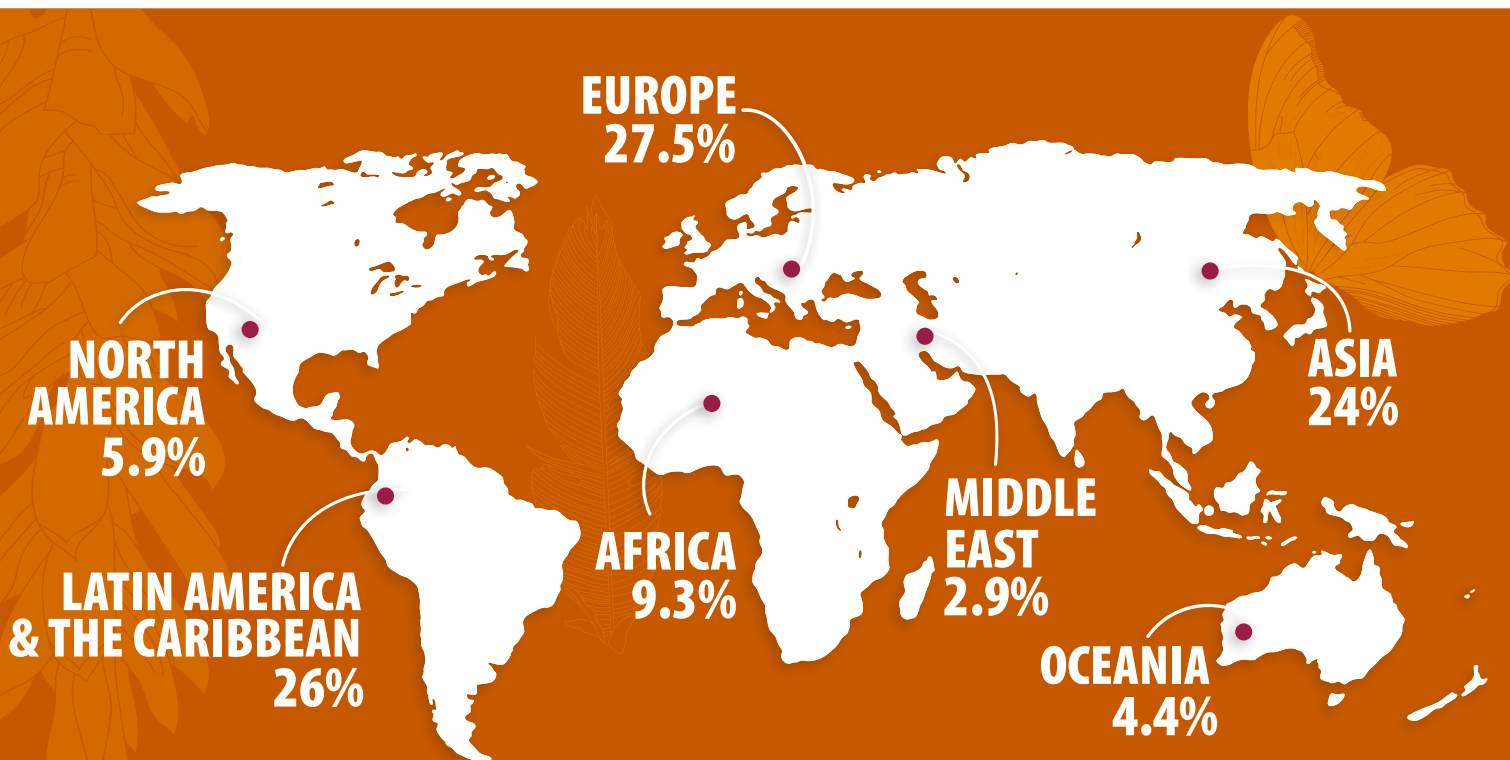 EUROPE
27.5%
NORTH
AMERICA
5.9%
ASIA
24%
MIDDLE
EAST
2.9%
AFRICA
9.3%
LATIN AMERICA
& THE CARIBBEAN
26%
OCEANIA
4.4%